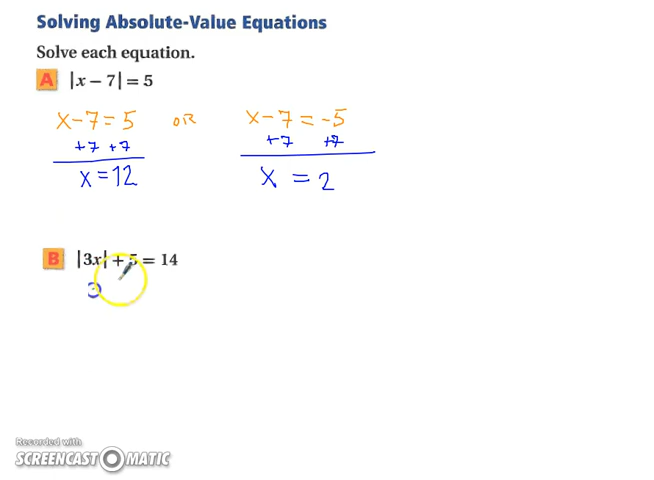 Solving Absolute-Value Equations
Solve each equation.
A |x − 7| = 5
x-7=5 OR x-7=-5
+7 +7 +7 +7
x=12 x = 2
B |3x| + 5 = 14
3
Recorded with
SCREENCAST-O-MATIC